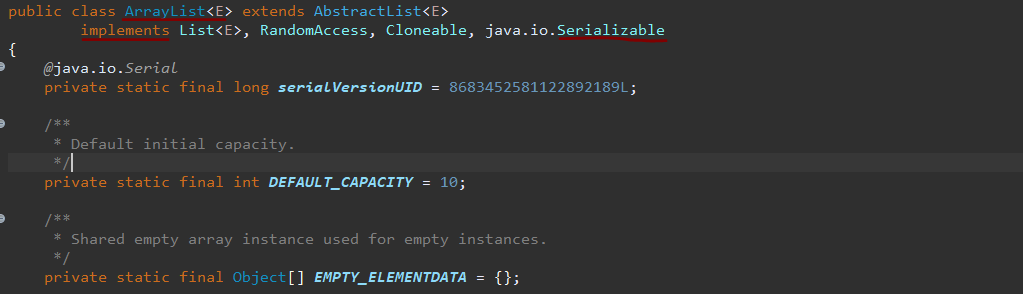 public class ArrayList<E> extends AbstractList<E>
        implements List<E>, RandomAccess, Cloneable, java.io.Serializable
{
    @java.io.Serial
    private static final long serialVersionUID = 8683452581122892189L;

    /**
     * Default initial capacity.
     */
    private static final int DEFAULT_CAPACITY = 10;

    /**
     * Shared empty array instance used for empty instances.
     */
    private static final Object[] EMPTY_ELEMENTDATA = {};